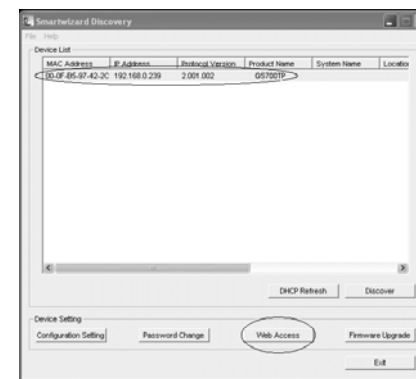 Smartwizard Discovery
File Help
Device List
MAC Address IP Address Protocol Version Product Name System Name Location
00-0F-B5-97-42-2C 192.168.0.239 2.001.002 GS700TP
DHCP Refresh Discover
Device Setting
Configuration Setting Password Change Web Access Firmware Upgrade
Exit